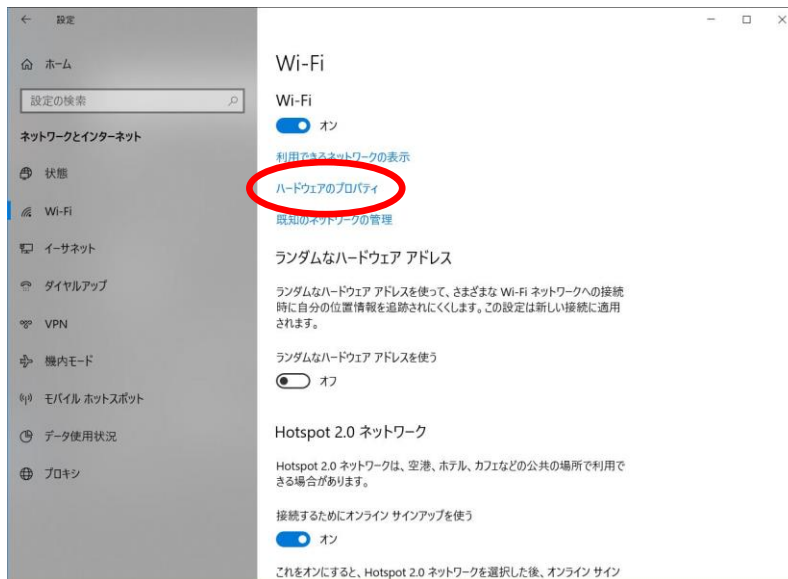 設定
ホーム
設定の検索
ネットワークとインターネット
状態
Wi-Fi
イーサネット
ダイヤルアップ
VPN
機内モード
モバイル ホットスポット
データ使用状況
プロキシ
Wi-Fi
Wi-Fi
オン
利用できるネットワークの表示
ハードウェアのプロパティ
既知のネットワークの管理
ランダムなハードウェア アドレス
ランダムなハードウェア アドレスを使って、さまざまな Wi-Fi ネットワークへの接続
時に自分の位置情報を追跡されにくくします。この設定は新しい接続に適用
されます。
ランダムなハードウェア アドレスを使う
オフ
Hotspot 2.0 ネットワーク
Hotspot 2.0 ネットワークは、空港、ホテル、カフェなどの公共の場所で利用で
きる場合があります。
接続するためにオンライン サインアップを使う
オン
これをオンにすると、Hotspot 2.0 ネットワークを選択した後、オンライン サイン